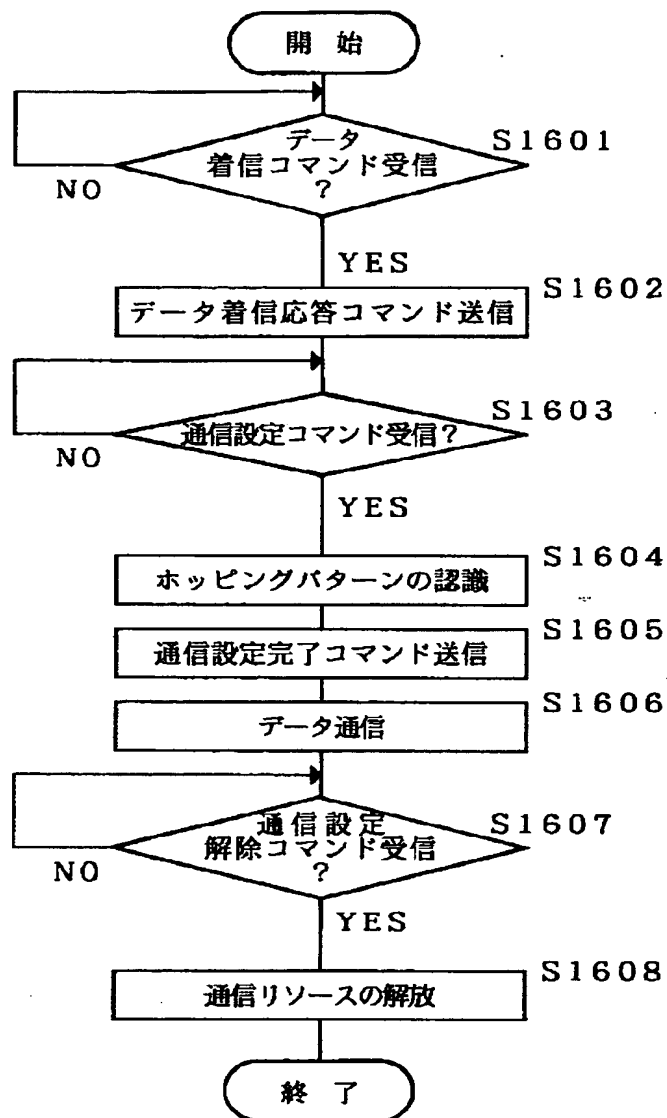 開 始
データ
着信コマンド受信
?
S1601
NO
YES
S1602
データ着信応答コマンド送信
S1603
通信設定コマンド受信?
NO
YES
S1604
ホッピングパターンの認識
S1605
通信設定完了コマンド送信
S1606
データ通信
通信設定
解除コマンド受信
?
S1607
NO
YES
S1608
通信リソースの解放
終 了